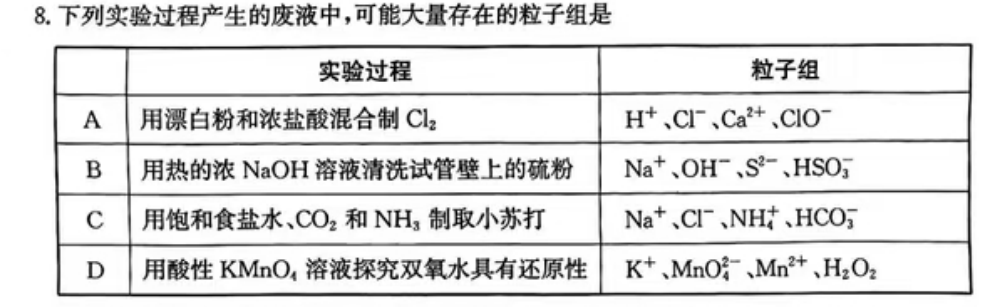 8. 下列实验过程产生的废液中,可能大量存在的粒子组是
实验过程 粒子组
A 用漂白粉和浓盐酸混合制 Cl₂ H⁺、Cl⁻、Ca²⁺、ClO⁻
B 用热的浓 NaOH 溶液清洗试管壁上的硫粉 Na⁺、OH⁻、S²⁻、HSO₃⁻
C 用饱和食盐水、CO₂ 和 NH₃ 制取小苏打 Na⁺、Cl⁻、NH₄⁺、HCO₃⁻
D 用酸性 KMnO₄ 溶液探究双氧水具有还原性 K⁺、MnO₄²⁻、Mn²⁺、H₂O₂